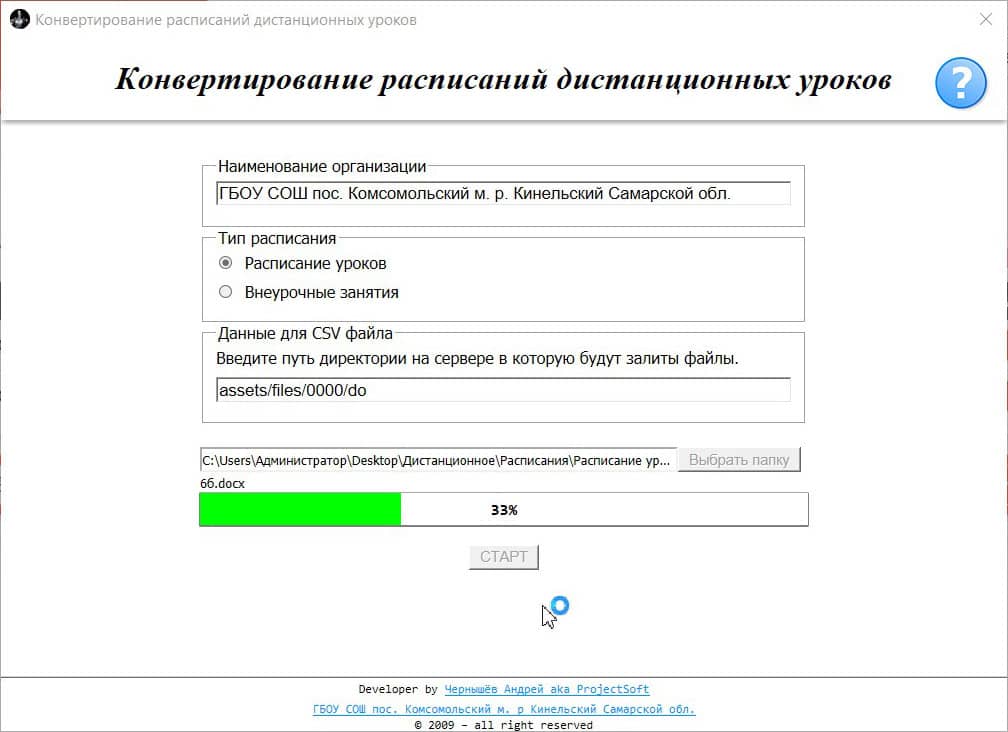 Конвертирование расписаний дистанционных уроков
Конвертирование расписаний дистанционных уроков
?
Наименование организации
ГБОУ СОШ пос. Комсомольский м. р. Кинельский Самарской обл.
Тип расписания
Расписание уроков
Внеурочные занятия
Данные для CSV файла
Введите путь директории на сервере в которую будут залиты файлы.
assets/files/0000/do
C:\Users\Администратор\Desktop\Дистанционное\Расписания\Расписание ур... Выбрать папку
6б.docx
33%
СТАРТ
Developer by Чернышёв Андрей aka ProjectSoft
ГБОУ СОШ пос. Комсомольский м. р Кинельский Самарской обл.
© 2009 – all right reserved